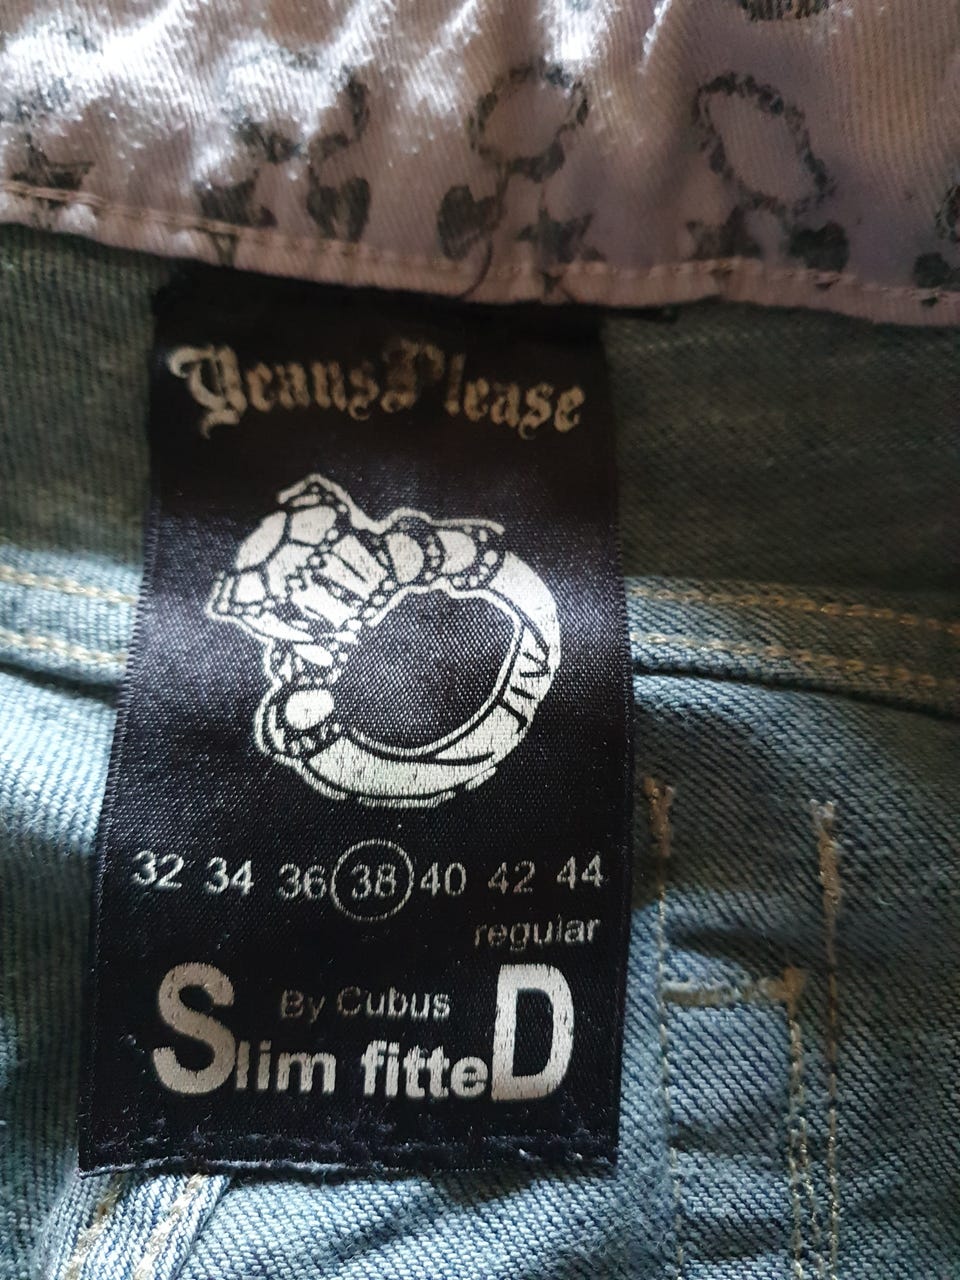 JeansPlease
32 34 36 38 40 42 44
regular
By Cubus
Slim fitteD